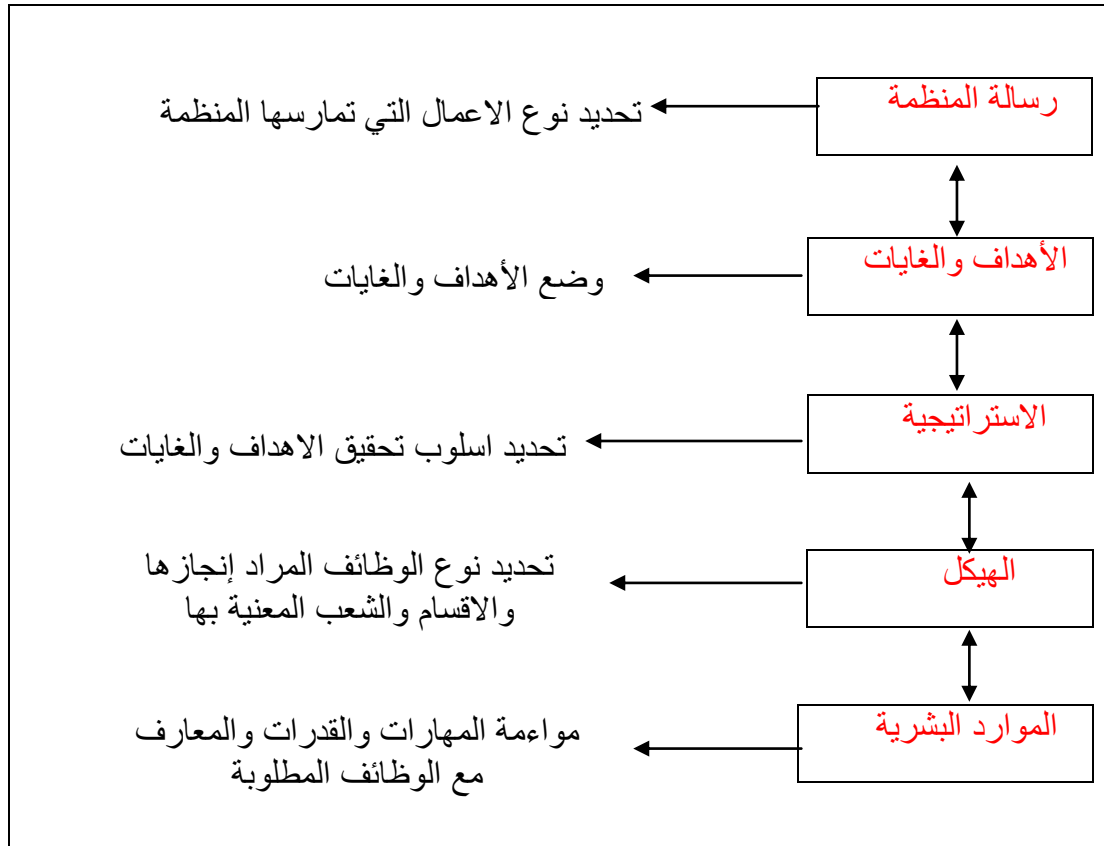 رسالة المنظمة
تحديد نوع الاعمال التي تمارسها المنظمة
الأهداف والغايات
وضع الأهداف والغايات
الاستراتيجية
تحديد اسلوب تحقيق الاهداف والغايات
الهيكل
تحديد نوع الوظائف المراد إنجازها
والاقسام والشعب المعنية بها
الموارد البشرية
مواءمة المهارات والقدرات والمعارف
مع الوظائف المطلوبة